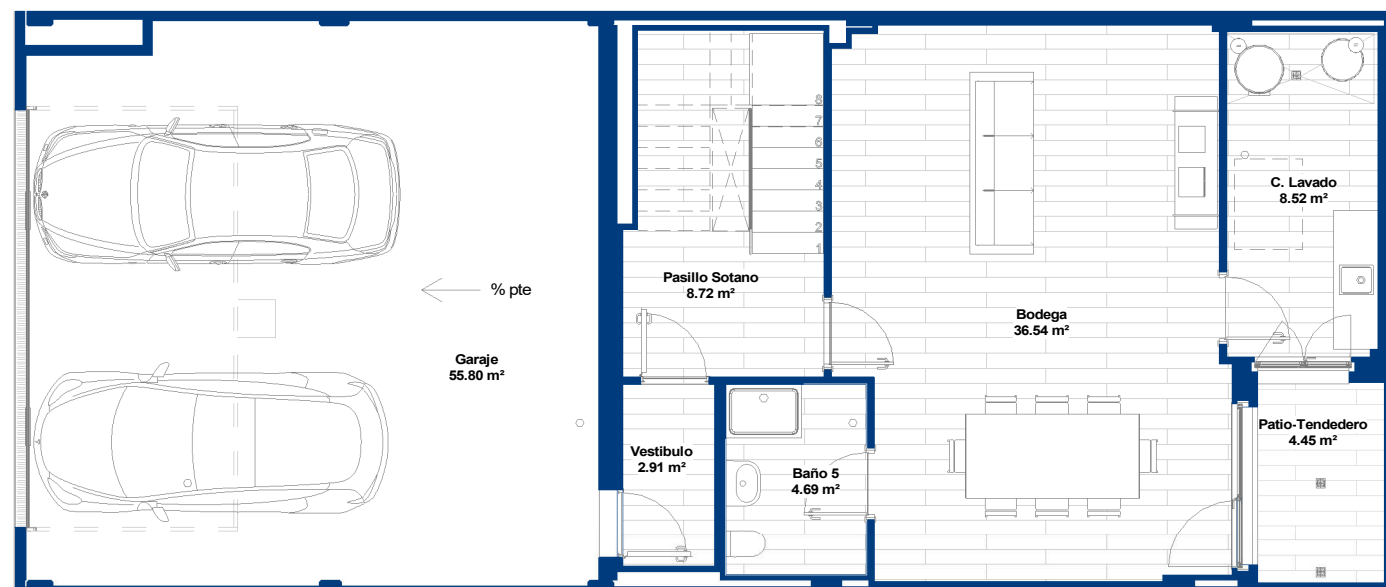 8
7
6
5
4
3
2
1
C. Lavado
8.52 m²
Pasillo Sotano
8.72 m²
% pte
Bodega
36.54 m²
Garaje
55.80 m²
Patio-Tendedero
4.45 m²
Vestibulo
2.91 m²
Baño 5
4.69 m²